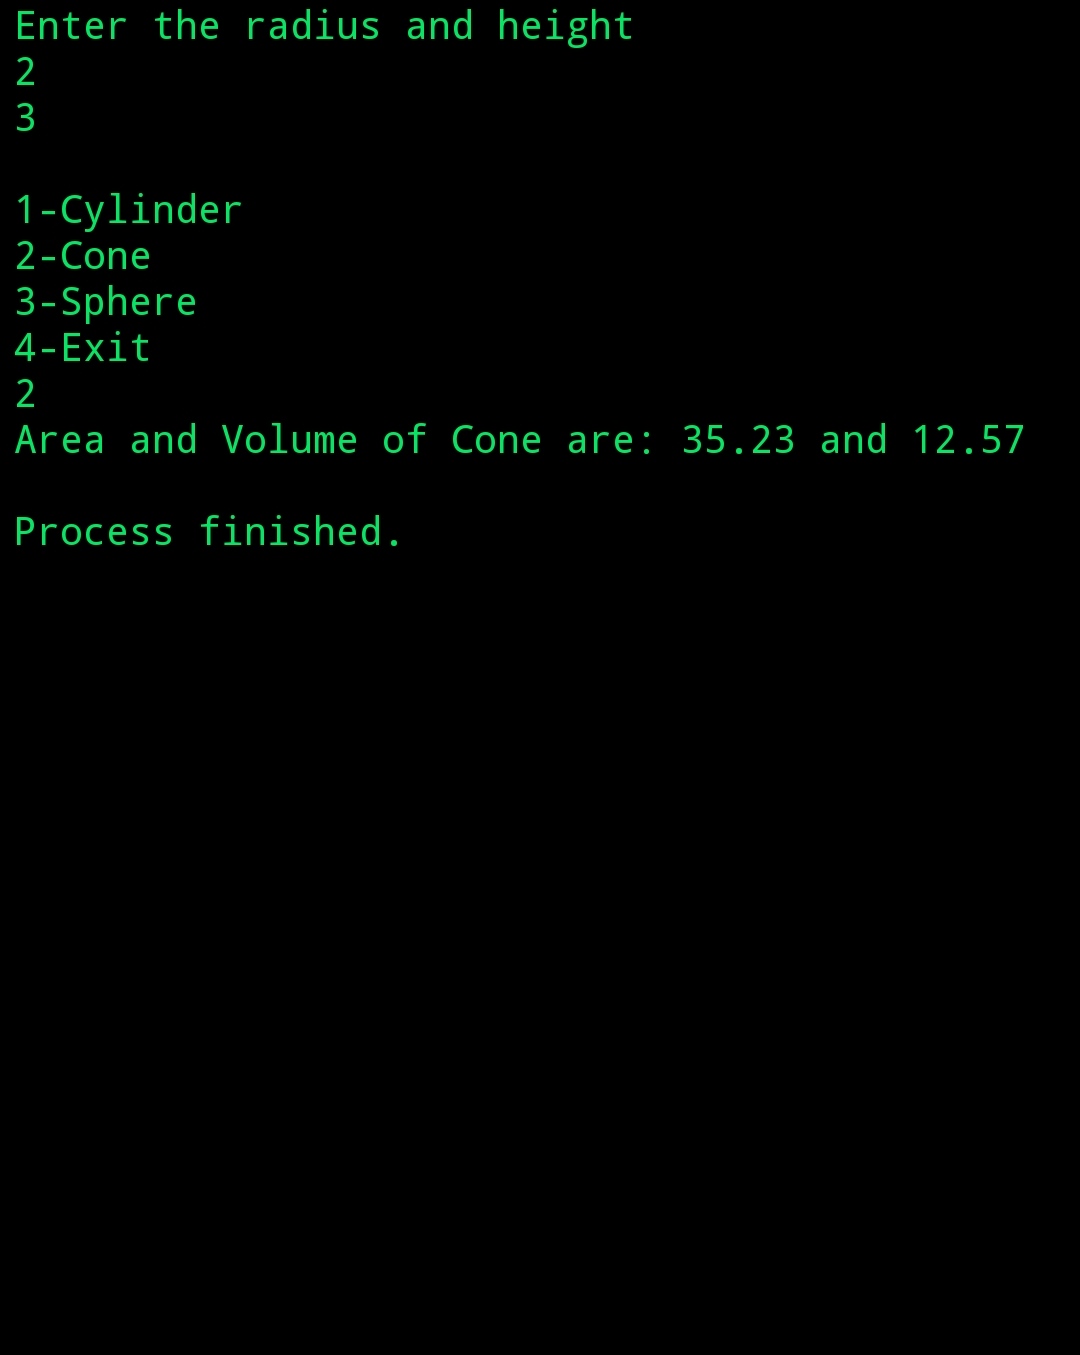 Enter the radius and height
2
3
1-Cylinder
2-Cone
3-Sphere
4-Exit
2
Area and Volume of Cone are: 35.23 and 12.57
Process finished.